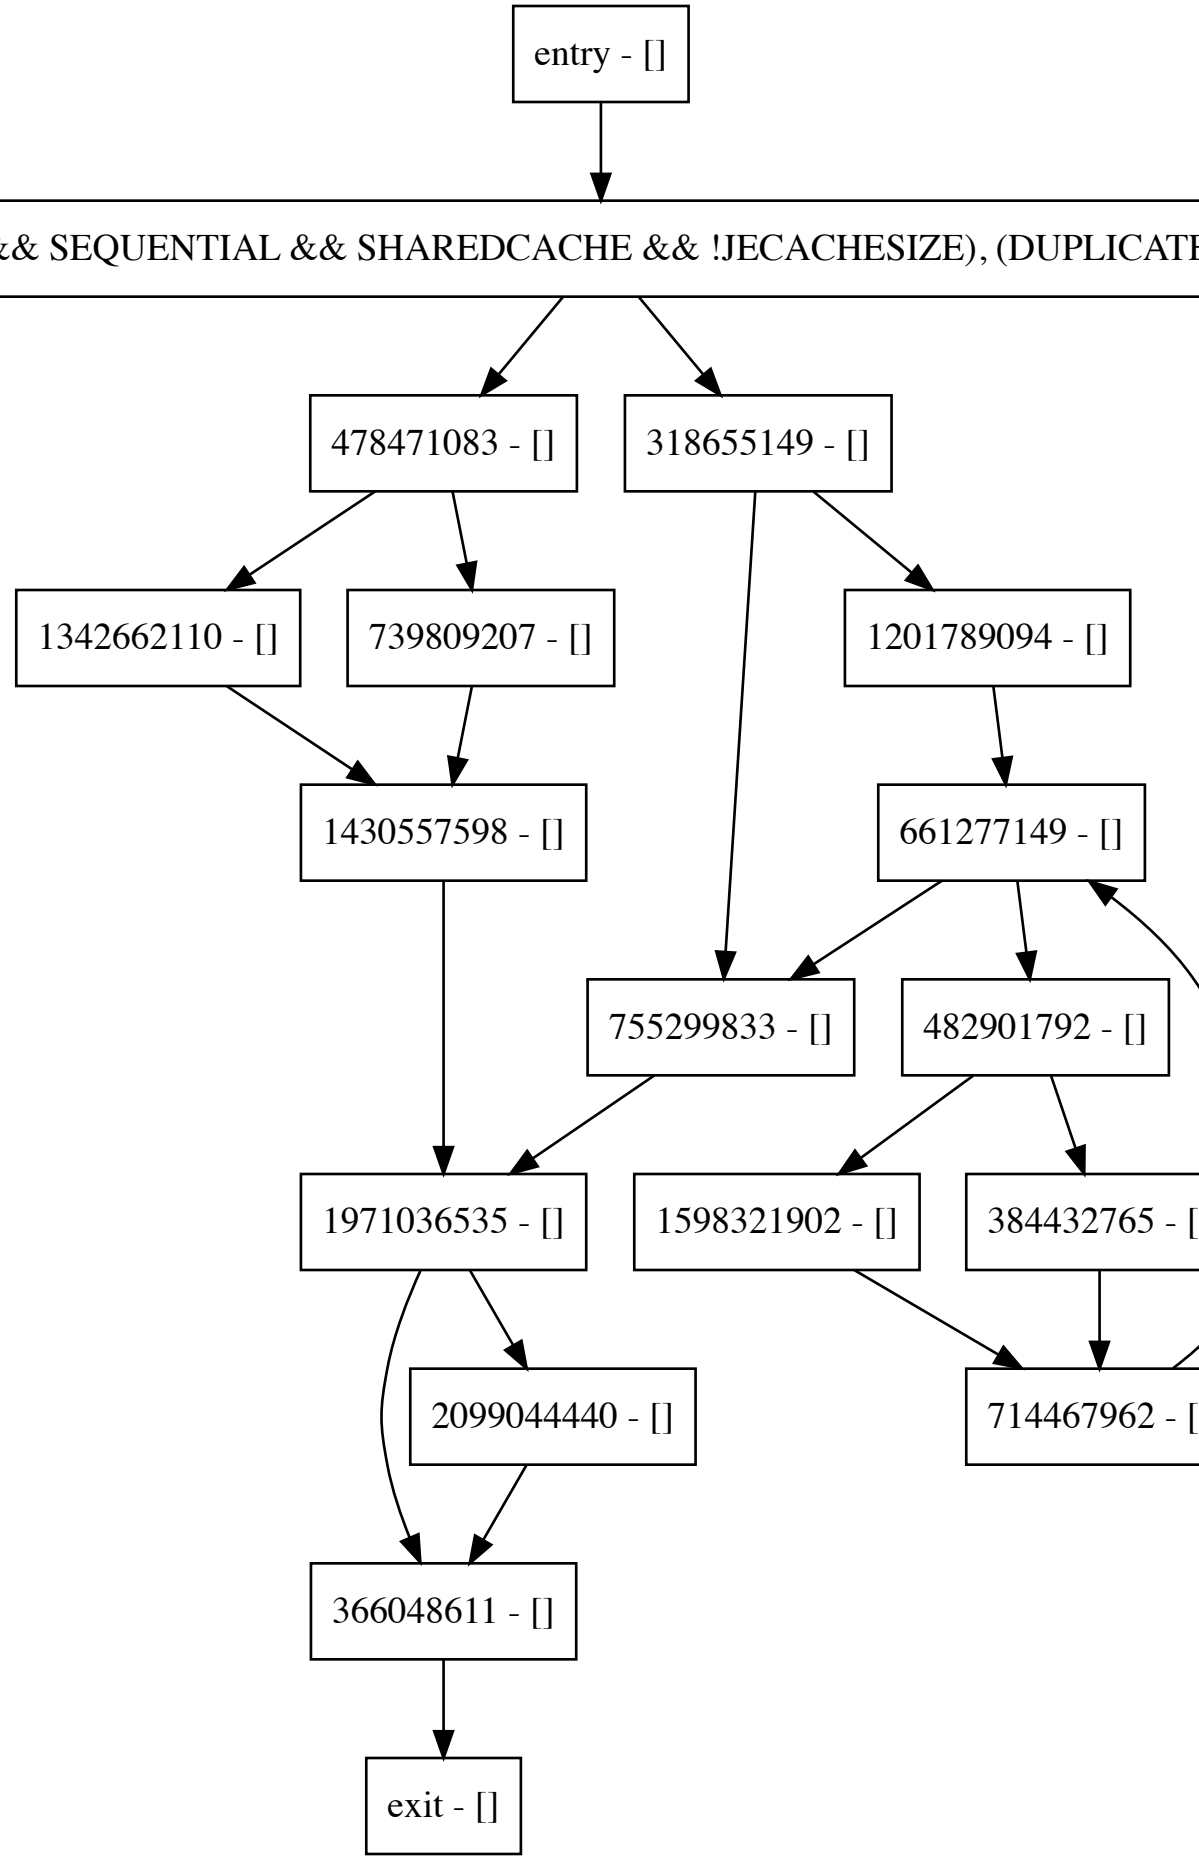 entry - []
&& SEQUENTIAL && SHAREDCACHE && !JECACHESIZE), (DUPLICATE
478471083 - []
318655149 - []
1342662110 - []
739809207 - []
1201789094 - []
1430557598 - []
661277149 - []
755299833 - []
482901792 - []
1971036535 - []
1598321902 - []
384432765 - [
2099044440 - []
714467962 - [
366048611 - []
exit - []